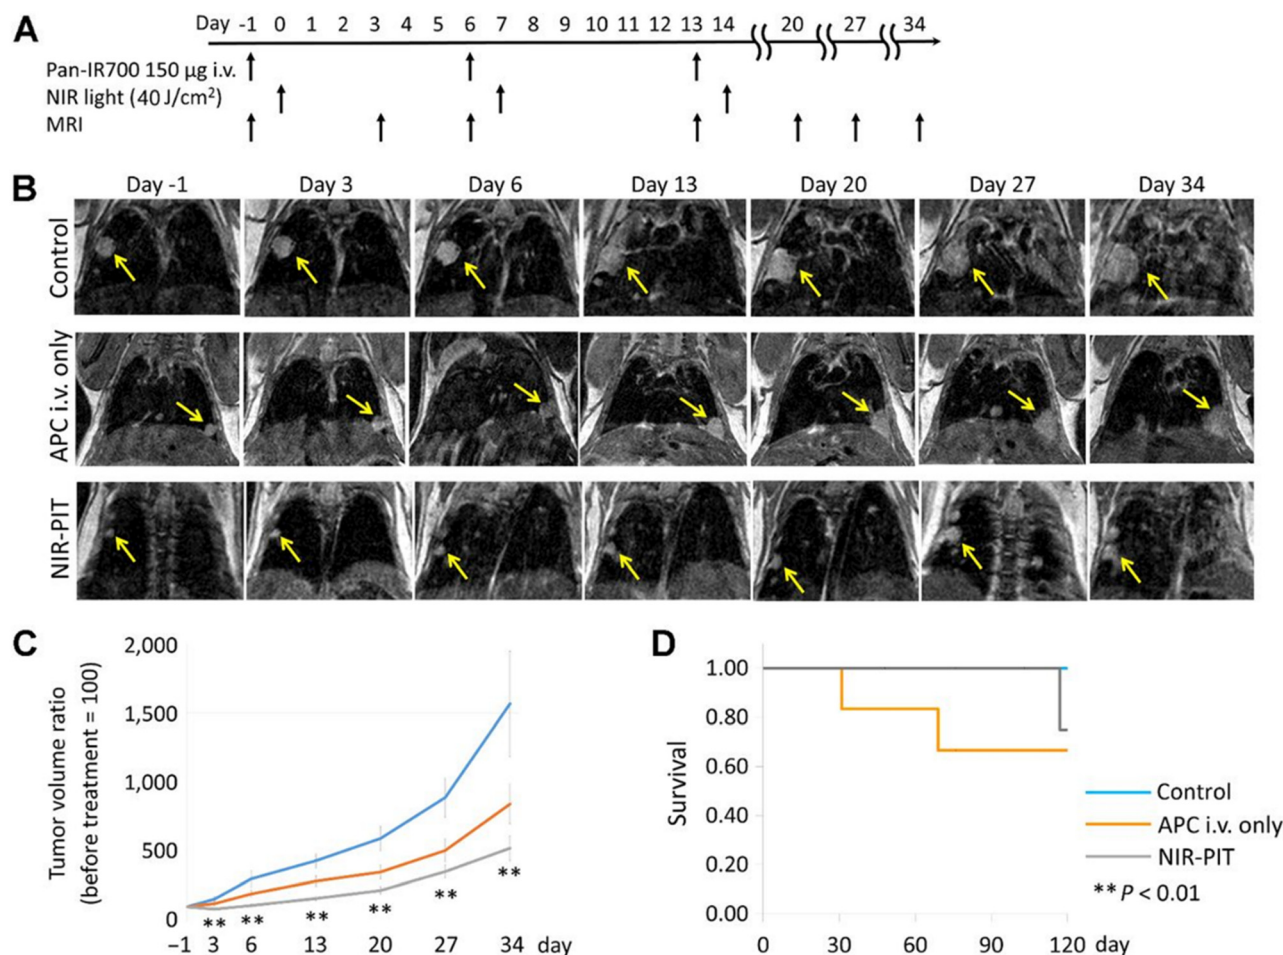 A
Day -1 0 1 2 3 4 5 6 7 8 9 10 11 12 13 14 20 27 34
Pan-IR700 150 µg i.v.
NIR light (40 J/cm²)
MRI
B
Day -1 Day 3 Day 6 Day 13 Day 20 Day 27 Day 34
Control
APC i.v. only
NIR-PIT
C
Tumor volume ratio
(before treatment = 100)
2,000
1,500
1,000
500
0
** ** ** ** ** **
−1 3 6 13 20 27 34 day
D
Survival
1.00
0.80
0.60
0.40
0.20
0.00
0 30 60 90 120 day
Control
APC i.v. only
NIR-PIT
**P < 0.01